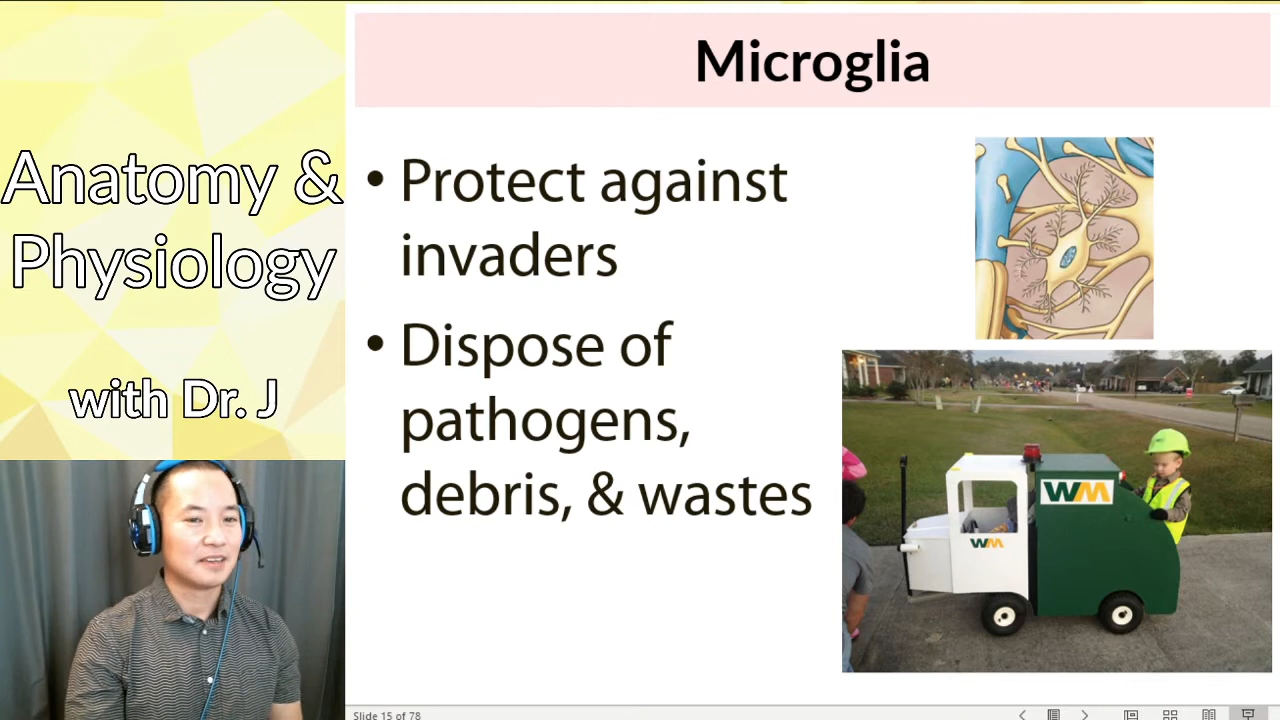 Microglia
Anatomy &
Physiology
with Dr. J
• Protect against
invaders
• Dispose of
pathogens,
debris, & wastes
WM
WM
Slide 15 of 78